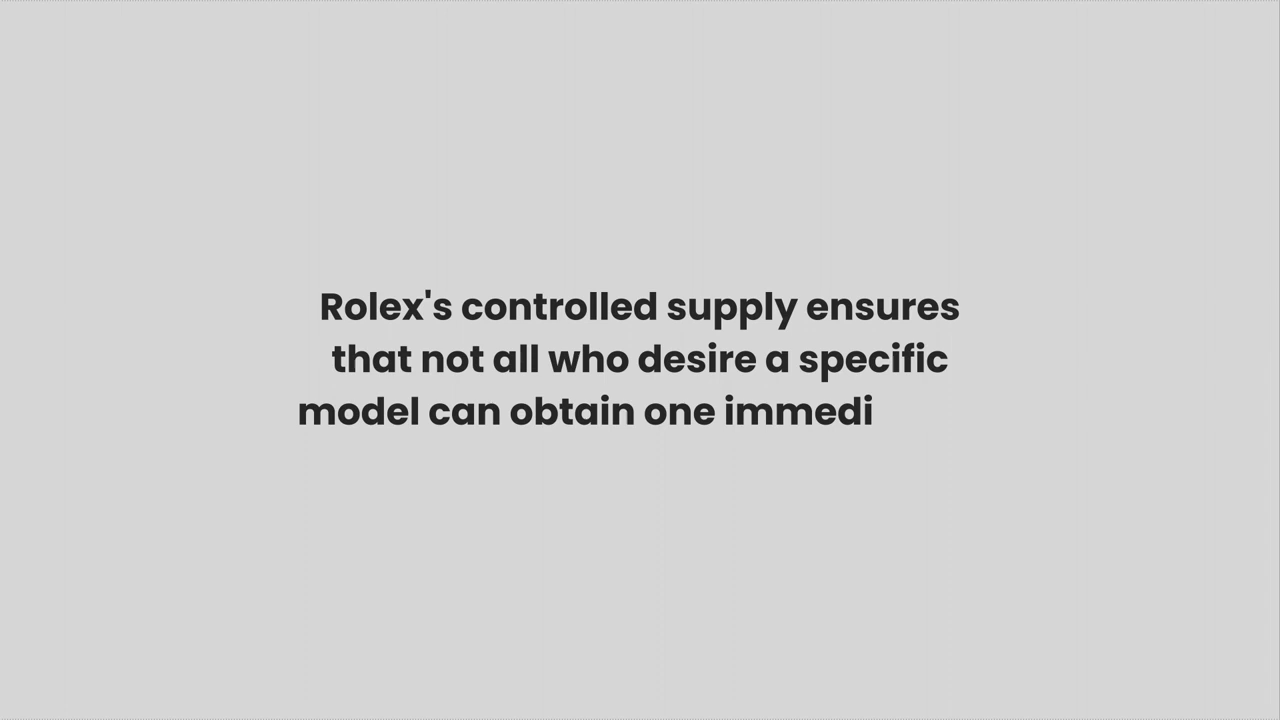 Rolex's controlled supply ensures
that not all who desire a specific
model can obtain one immedi